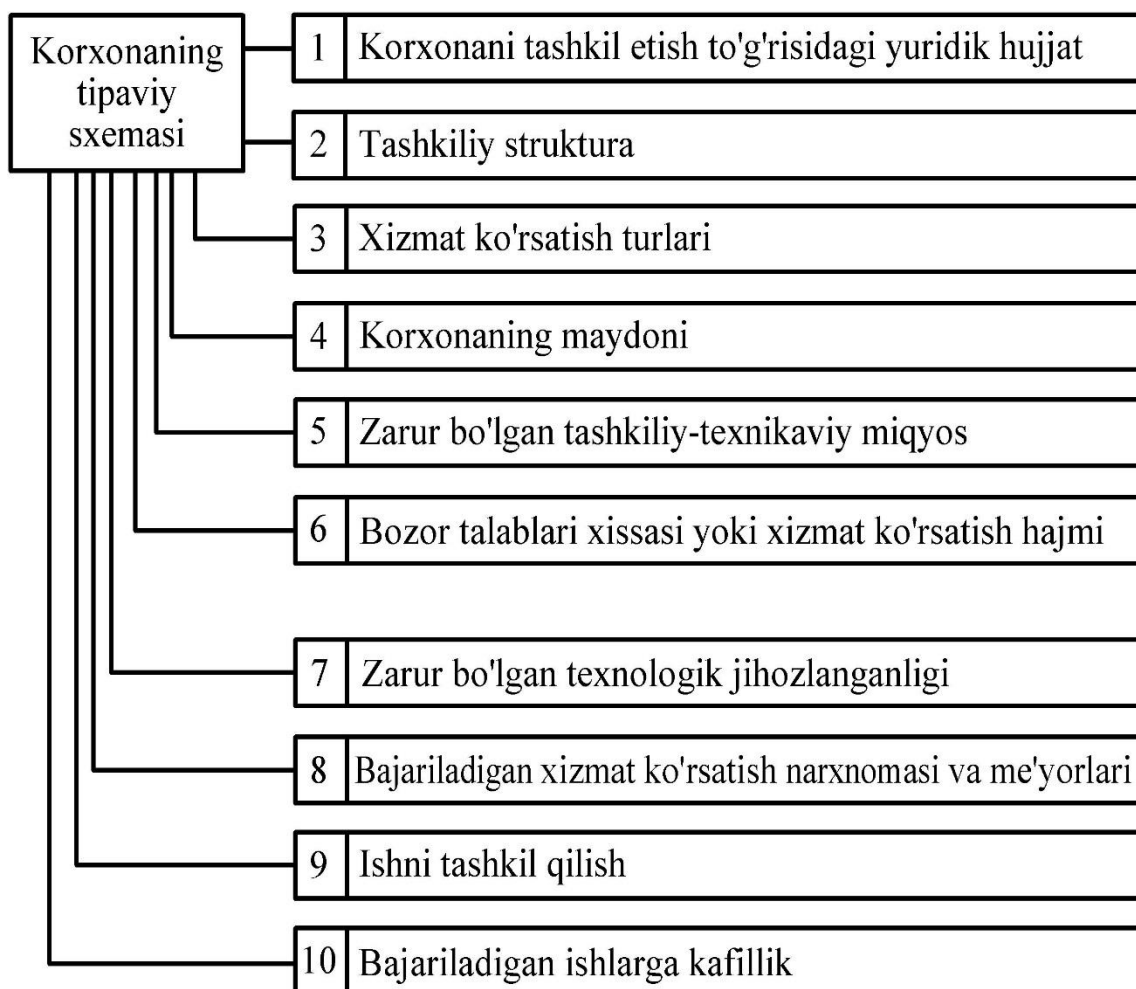 Korxonaning
tipaviy
sxemasi
1 Korxonani tashkil etish to'g'risidagi yuridik hujjat
2 Tashkiliy struktura
3 Xizmat ko'rsatish turlari
4 Korxonaning maydoni
5 Zarur bo'lgan tashkiliy-texnikaviy miqyos
6 Bozor talablari xissasi yoki xizmat ko'rsatish hajmi
7 Zarur bo'lgan texnologik jihozlanganligi
8 Bajariladigan xizmat ko'rsatish narxnomasi va me'yorlari
9 Ishni tashkil qilish
10 Bajariladigan ishlarga kafillik